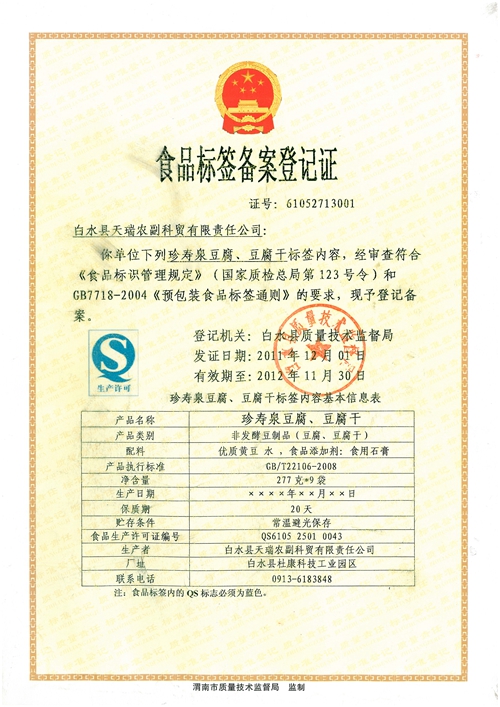 食品标签备案登记证
证号：61052713001
白水县天瑞农副科贸有限责任公司：
你单位下列珍寿泉豆腐、豆腐干标签内容，经审查符合
《食品标识管理规定》（国家质检总局第123号令）和
GB7718-2004《预包装食品标签通则》的要求，现予登记备
案。
QS
生产许可
登记机关：白水县质量技术监督局
发证日期：2011年12月01日
有效期至：2012年11月30日
珍寿泉豆腐、豆腐干标签内容基本信息表
产品名称 珍寿泉豆腐、豆腐干
产品类别 非发酵豆制品（豆腐、豆腐干）
配料 优质黄豆 水，食品添加剂：食用石膏
产品执行标准 GB/T22106-2008
净含量 277克*9袋
生产日期 ××××年××月××日
保质期 20天
贮存条件 常温避光保存
食品生产许可证编号 QS6105 2501 0043
生产者 白水县天瑞农副科贸有限责任公司
厂地 白水县杜康科技工业园区
联系电话 0913-6183848
注：食品标签内的QS标志必须为蓝色。
渭南市质量技术监督局 监制